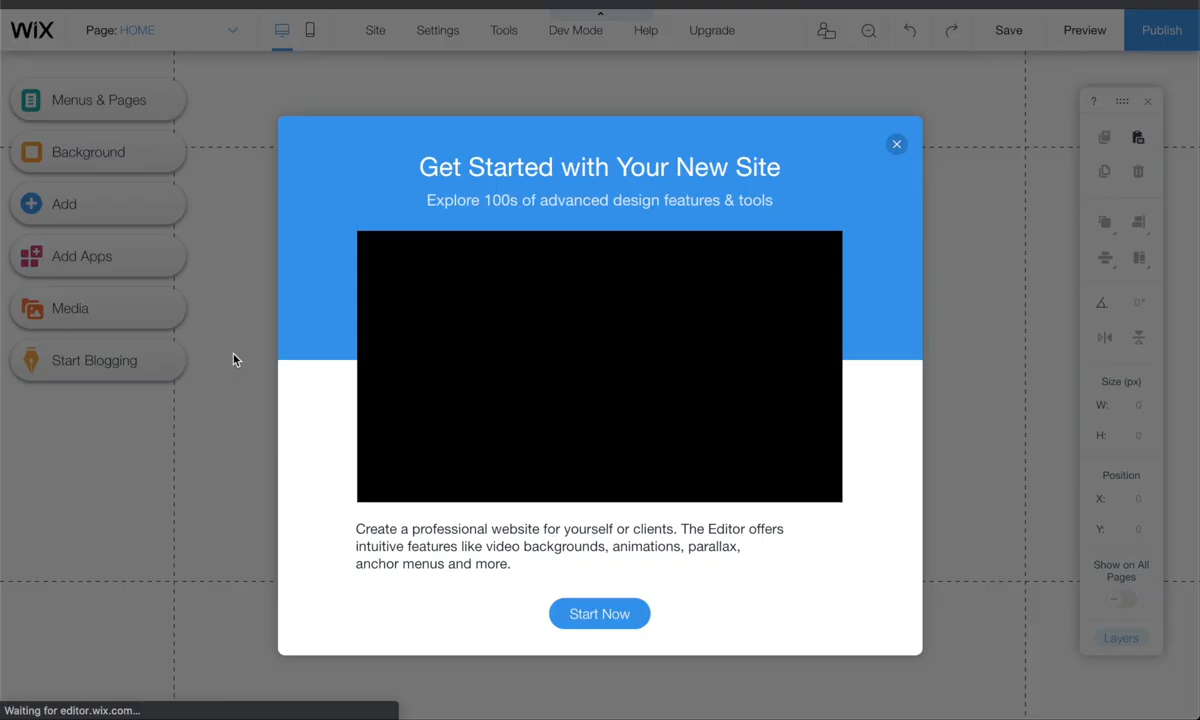 WiX
Page: HOME
Site
Settings
Tools
Dev Mode
Help
Upgrade
Save
Preview
Publish
Menus & Pages
Background
Add
Add Apps
Media
Start Blogging
Get Started with Your New Site
Explore 100s of advanced design features & tools
Create a professional website for yourself or clients. The Editor offers
intuitive features like video backgrounds, animations, parallax,
anchor menus and more.
Start Now
?
0°
Size (px)
W: 0
H: 0
Position
X: 0
Y: 0
Show on All
Pages
Layers
Waiting for editor.wix.com...